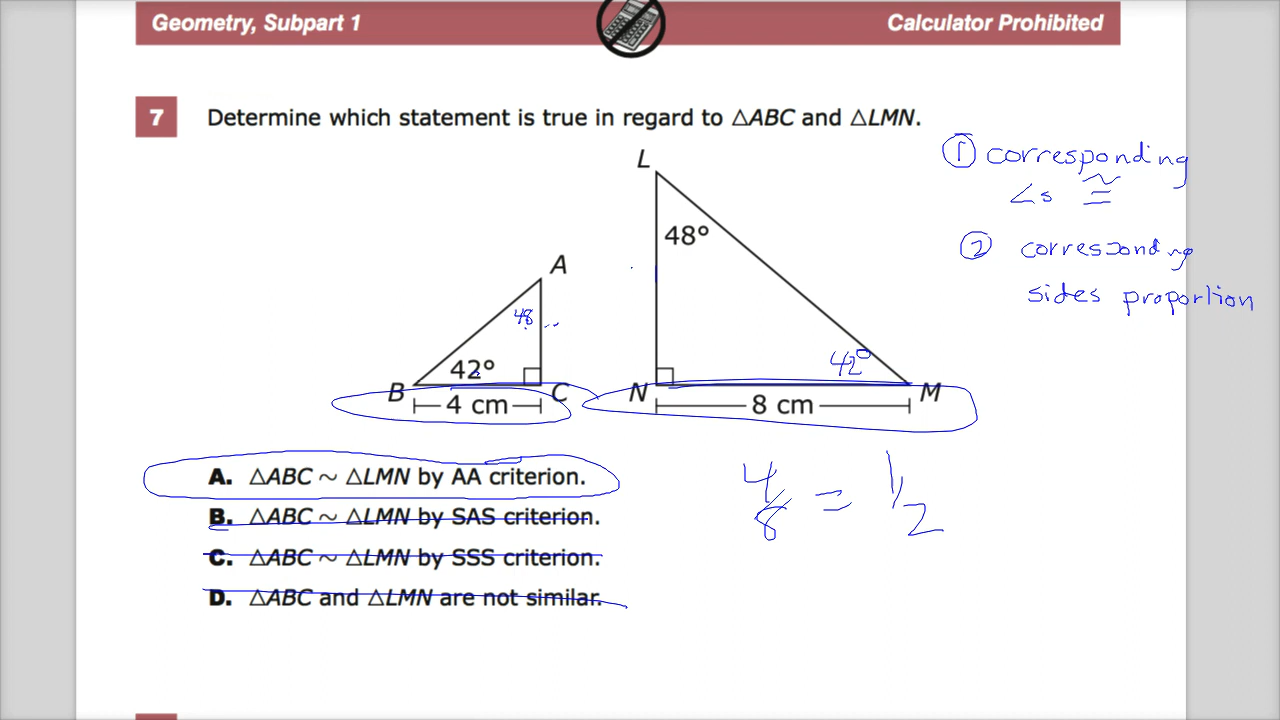 Geometry, Subpart 1
Calculator Prohibited
7 Determine which statement is true in regard to △ABC and △LMN.
① corresponding
∠s ≅
② corresponding
sides proportion
L
48°
A
48
42°
42°
B
C
N
M
4 cm
8 cm
A. △ABC ~ △LMN by AA criterion.
B. △ABC ~ △LMN by SAS criterion.
C. △ABC ~ △LMN by SSS criterion.
D. △ABC and △LMN are not similar.
4/8 = 1/2